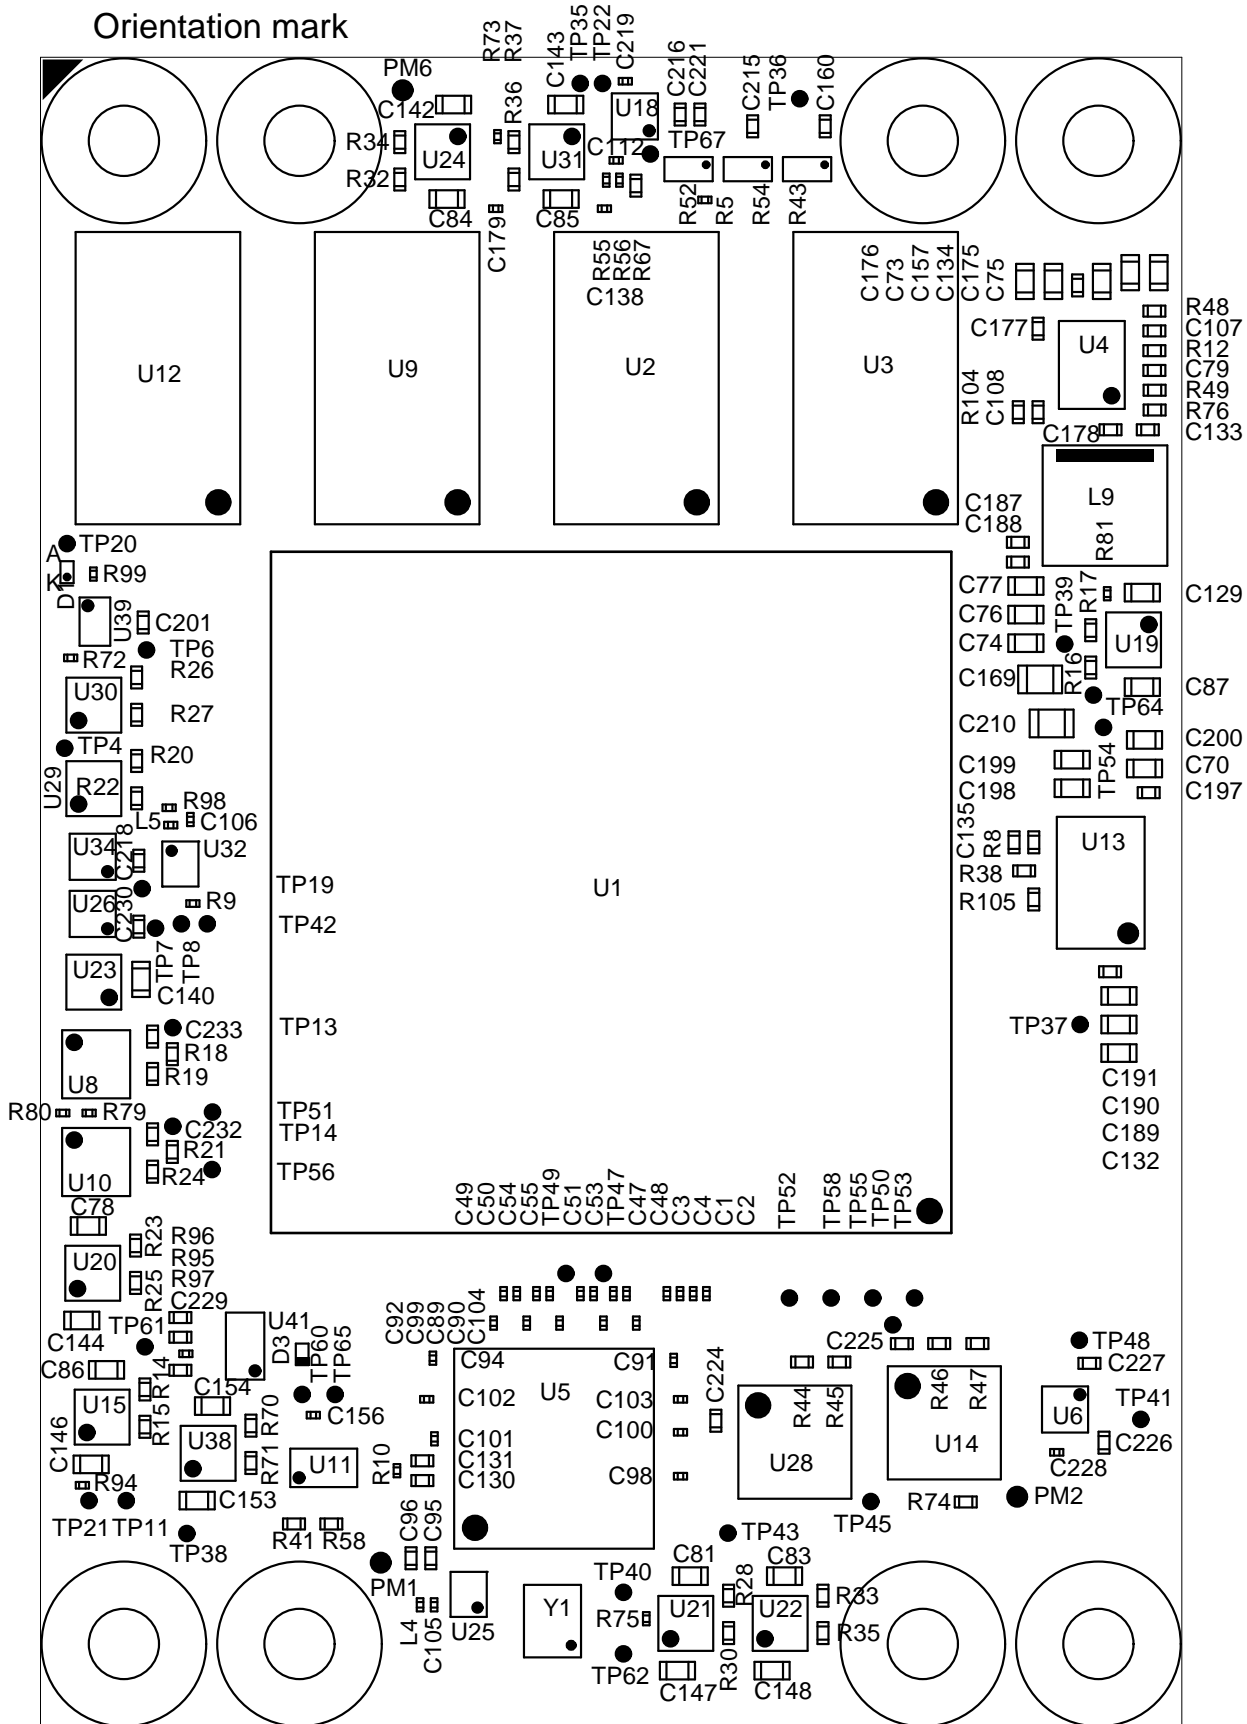 Orientation mark
R73
R37
C143
TP35
TP22
C219
C216
C221
C215
TP36
C160
PM6
C142
R36
U18
TP67
R34
U24
U31
C112
R32
C84
C179
C85
R52
R5
R54
R43
R55
R56
R67
C138
C176
C73
C157
C134
C175
C75
R48
C107
R12
C79
R49
R76
C133
C177
U4
U12
U9
U2
U3
R104
C108
C178
L9
R81
C187
C188
TP20
A
K
D1
R99
U39
C201
TP6
R72
R26
U30
R27
TP4
R20
U29
R22
R98
L5
C106
U34
C218
U32
U26
C230
R9
TP7
TP8
U23
C140
C77
C76
C74
TP39
R17
C129
U19
C169
R16
C87
TP64
C210
C200
C199
TP54
C70
C198
C197
C135
R8
U13
R38
R105
TP19
U1
TP42
TP13
TP37
C191
C190
C189
C132
C233
R18
U8
R19
R80
R79
TP51
C232
TP14
R21
U10
R24
TP56
C78
R23
R96
R95
U20
R25
R97
C229
C49
C50
C54
C55
TP49
C51
C53
TP47
C47
C48
C3
C4
C1
C2
TP52
TP58
TP55
TP50
TP53
C144
TP61
U41
D3
TP60
TP65
C92
C99
C89
C90
C104
C86
R14
C94
U5
C91
C224
C225
TP48
C227
C154
C102
C103
R44
R45
R46
R47
TP41
U15
R15
R70
C156
U6
C146
U38
R71
U11
R10
C101
C131
C130
C100
C98
U28
U14
C226
C228
R94
C153
R74
PM2
TP21
TP11
TP38
R41
R58
C96
C95
TP43
TP45
PM1
C81
C83
TP40
R28
R33
L4
C105
U25
Y1
R75
U21
U22
R35
TP62
R30
C147
C148